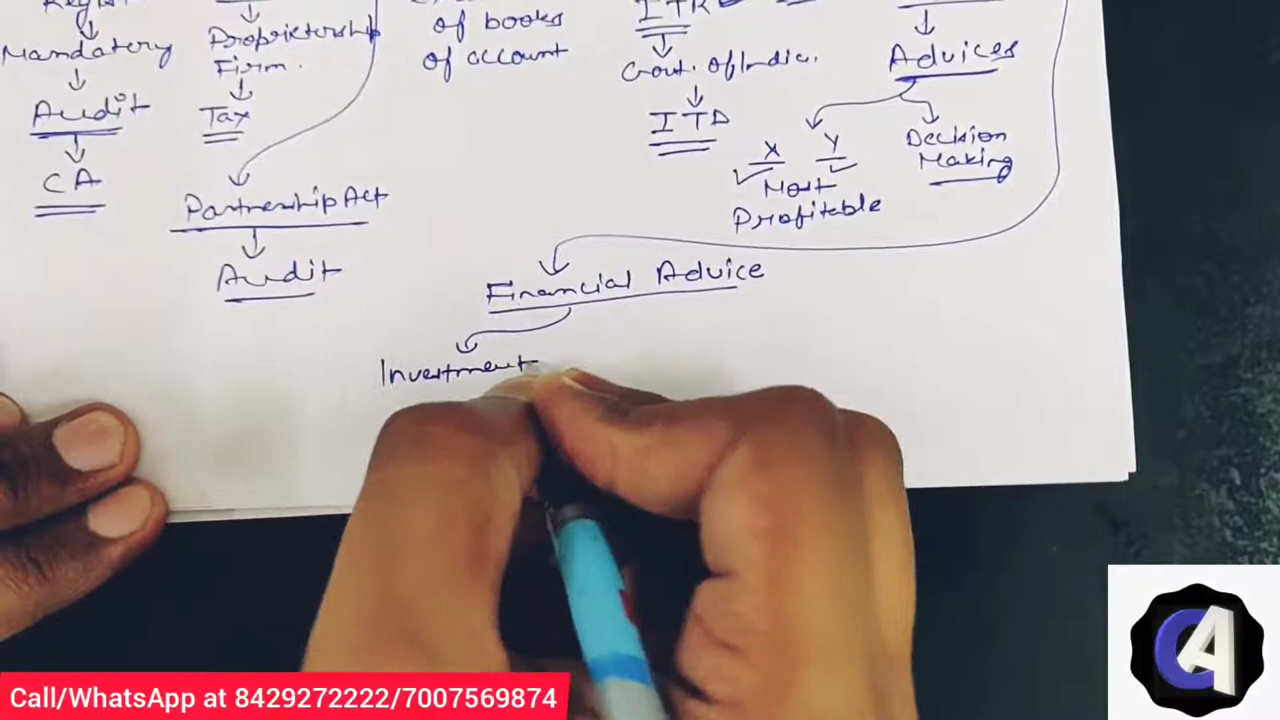 Mandatory
Audit
CA
Proprietorship
Firm.
Tax
Partnership Act
Audit
of books
of account
ITR
Govt. of India.
ITD
Advices
X Y
Most
Profitable
Decision
Making
Financial Advice
Investment
CA
Call/WhatsApp at 8429272222/7007569874